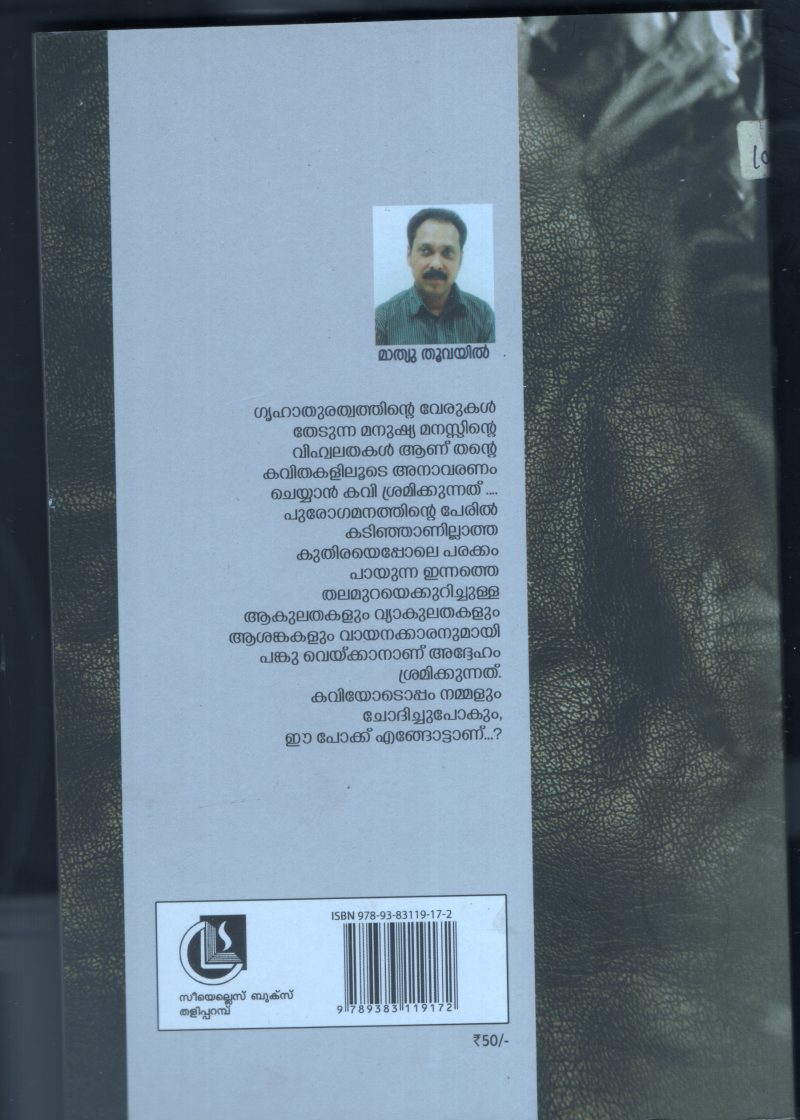 10
മാത്യു തൂവയിൽ
ഗൃഹാതുരത്വത്തിന്റെ വേരുകൾ
തേടുന്ന മനുഷ്യ മനസ്സിന്റെ
വിഹ്വലതകൾ ആണ് തന്റെ
കവിതകളിലൂടെ അനാവരണം
ചെയ്യാൻ കവി ശ്രമിക്കുന്നത് ....
പുരോഗമനത്തിന്റെ പേരിൽ
കടിഞ്ഞാണില്ലാത്ത
കുതിരയെപ്പോലെ പരക്കം
പായുന്ന ഇന്നത്തെ
തലമുറയെക്കുറിച്ചുള്ള
ആകുലതകളും വ്യാകുലതകളും
ആശങ്കകളും വായനക്കാരനുമായി
പങ്കു വെയ്ക്കാനാണ് അദ്ദേഹം
ശ്രമിക്കുന്നത്.
കവിയോടൊപ്പം നമ്മളും
ചോദിച്ചുപോകും,
ഈ പോക്ക് എങ്ങോട്ടാണ്...?
ISBN 978-93-83119-17-2
9 789383 119172
സീയെല്ലെസ് ബുക്സ്
തളിപ്പറമ്പ്
₹50/-